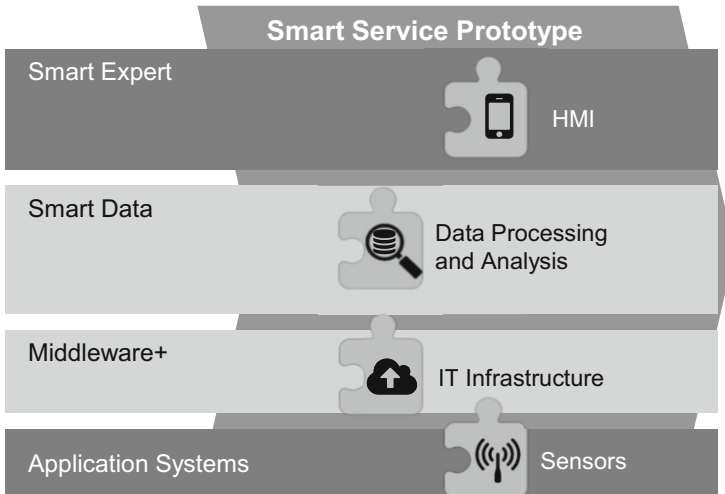 Smart Service Prototype
Smart Expert
HMI
Smart Data
Data Processing
and Analysis
Middleware+
IT Infrastructure
Application Systems
Sensors